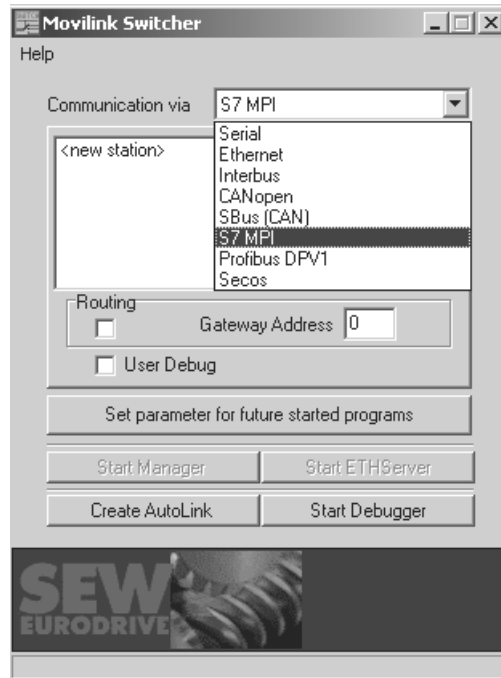 Movilink Switcher
Help
Communication via S7 MPI
<new station>
Serial
Ethernet
Interbus
CANopen
SBus (CAN)
S7 MPI
Profibus DPV1
Secos
Routing
Gateway Address 0
User Debug
Set parameter for future started programs
Start Manager Start ETHServer
Create AutoLink Start Debugger
SEW
EURODRIVE